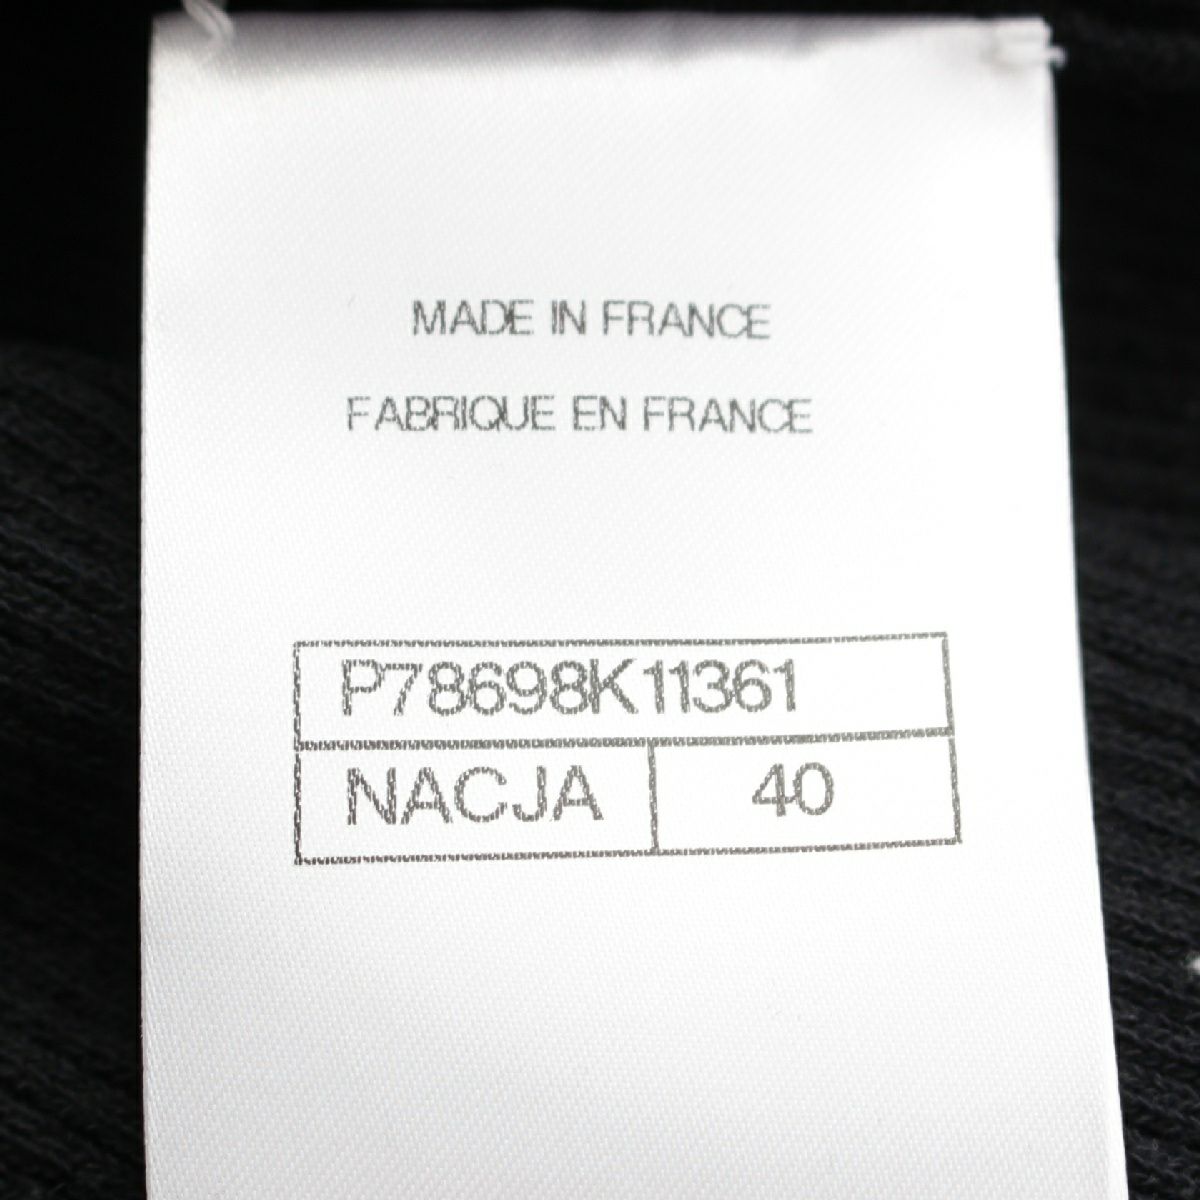 MADE IN FRANCE
FABRIQUE EN FRANCE
P78698K11361
NACJA 40